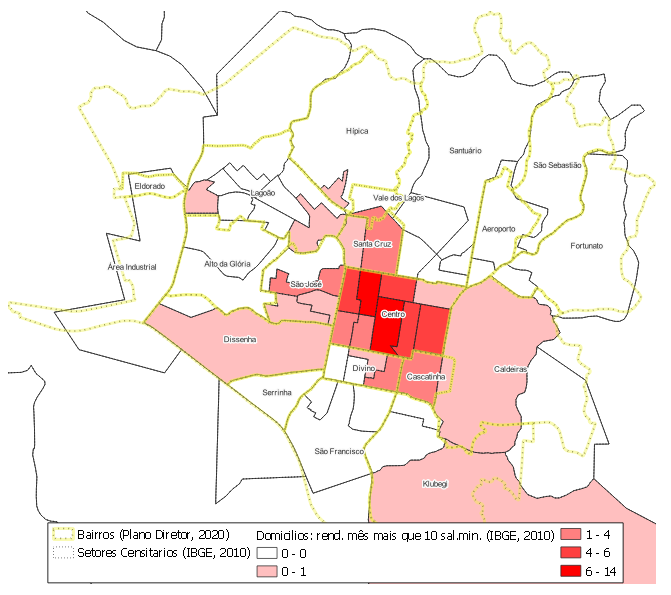 Hípica
Santuário
São Sebastião
Eldorado
Lagoão
Vale dos Lagos
Aeroporto
Santa Cruz
Fortunato
Área Industrial
Alto da Glória
São José
Centro
Dissenha
Divino
Cascatinha
Caldeiras
Serrinha
São Francisco
Klubegi
Bairros (Plano Diretor, 2020)
Setores Censitarios (IBGE, 2010)
Domicilios: rend. mês mais que 10 sal.min. (IBGE, 2010)
0 - 0
0 - 1
1 - 4
4 - 6
6 - 14